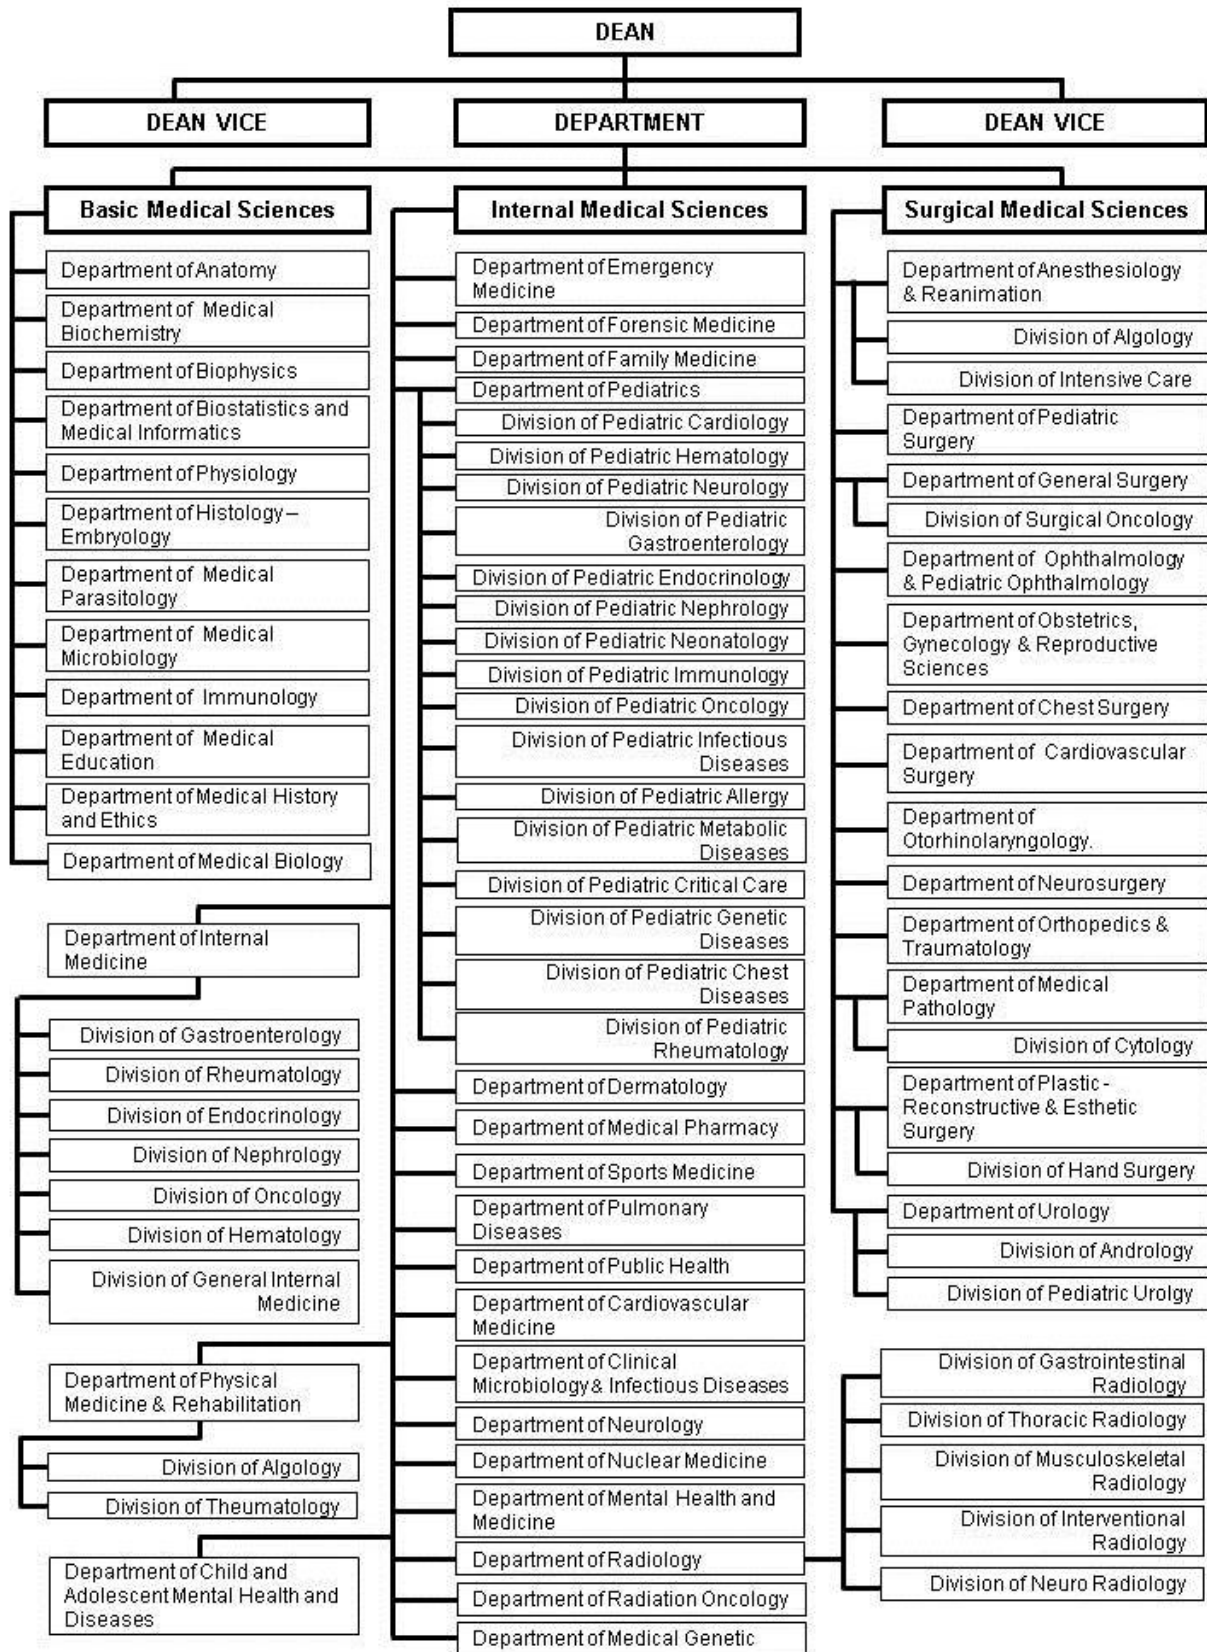 DEAN
DEAN VICE
DEPARTMENT
DEAN VICE
Basic Medical Sciences
Department of Anatomy
Department of Medical
Biochemistry
Department of Biophysics
Department of Biostatistics and
Medical Informatics
Department of Physiology
Department of Histology –
Embryology
Department of Medical
Parasitology
Department of Medical
Microbiology
Department of Immunology
Department of Medical
Education
Department of Medical History
and Ethics
Department of Medical Biology
Internal Medical Sciences
Department of Emergency
Medicine
Department of Forensic Medicine
Department of Family Medicine
Department of Pediatrics
Division of Pediatric Cardiology
Division of Pediatric Hematology
Division of Pediatric Neurology
Division of Pediatric
Gastroenterology
Division of Pediatric Endocrinology
Division of Pediatric Nephrology
Division of Pediatric Neonatology
Division of Pediatric Immunology
Division of Pediatric Oncology
Division of Pediatric Infectious
Diseases
Division of Pediatric Allergy
Division of Pediatric Metabolic
Diseases
Division of Pediatric Critical Care
Division of Pediatric Genetic
Diseases
Division of Pediatric Chest
Diseases
Division of Pediatric
Rheumatology
Department of Dermatology
Department of Medical Pharmacy
Department of Sports Medicine
Department of Pulmonary
Diseases
Department of Public Health
Department of Cardiovascular
Medicine
Department of Clinical
Microbiology & Infectious Diseases
Department of Neurology
Department of Nuclear Medicine
Department of Mental Health and
Medicine
Department of Radiology
Department of Radiation Oncology
Department of Medical Genetic
Department of Internal
Medicine
Division of Gastroenterology
Division of Rheumatology
Division of Endocrinology
Division of Nephrology
Division of Oncology
Division of Hematology
Division of General Internal
Medicine
Department of Physical
Medicine & Rehabilitation
Division of Algology
Division of Theumatology
Department of Child and
Adolescent Mental Health and
Diseases
Surgical Medical Sciences
Department of Anesthesiology
& Reanimation
Division of Algology
Division of Intensive Care
Department of Pediatric
Surgery
Department of General Surgery
Division of Surgical Oncology
Department of Ophthalmology
& Pediatric Ophthalmology
Department of Obstetrics,
Gynecology & Reproductive
Sciences
Department of Chest Surgery
Department of Cardiovascular
Surgery
Department of
Otorhinolaryngology.
Department of Neurosurgery
Department of Orthopedics &
Traumatology
Department of Medical
Pathology
Division of Cytology
Department of Plastic -
Reconstructive & Esthetic
Surgery
Division of Hand Surgery
Department of Urology
Division of Andrology
Division of Pediatric Urolgy
Division of Gastrointestinal
Radiology
Division of Thoracic Radiology
Division of Musculoskeletal
Radiology
Division of Interventional
Radiology
Division of Neuro Radiology